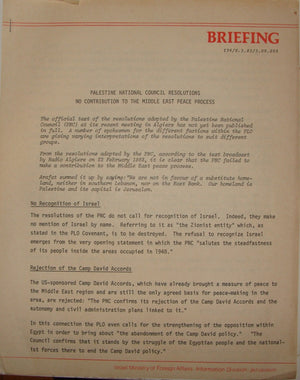 BRIEFING
PALESTINE NATIONAL COUNCIL RESOLUTIONS
NO CONTRIBUTION TO THE MIDDLE EAST PEACE PROCESS
The official text of the resolutions adopted by the Palestine National
Council (PNC) at its recent meeting in Algiers has not yet been published
in full. A number of spokesmen for the different factions within the PLO
are giving varying interpretations of the resolutions to suit different
groups.
From the resolutions adopted by the PNC, according to the text broadcast
by Radio Algiers on 22 February 1983, it is clear that the PNC failed to
make a contribution to the Middle East peace process.
Arafat summed it up by saying: "We are not in favour of a substitute home-
land, neither in southern Lebanon, nor on the East Bank. Our homeland is
Palestine and its capital is Jerusalem.
No Recognition of Israel
The resolutions of the PNC do not call for recognition of Israel. Indeed, they make
no mention of Israel by name. Referring to it as "the Zionist entity" which, as
stated in the PLO Covenant, is to be destroyed. The refusal to recognize Israel
emerges from the very opening statement in which the PNC "salutes the steadfastness
of its people inside the areas occupied in 1948."
Rejection of the Camp David Accords
The US-sponsored Camp David Accords, which have already brought a measure of peace to
the Middle East region and are still the only agreed basis for peace-making in the
area, are rejected: "The PNC confirms its rejection of the Camp David Accords and the
autonomy and civil administration plans linked to it."
In this connection the PLO even calls for the strengthening of the opposition within
Egypt in order to bring about "the abandonment of the Camp David policy." "The
Council confirms that it stands by the struggle of the Egyptian people and the national-
ist forces there to end the Camp David policy."
Israel Ministry of Foreign Affairs, Information Division, Jerusalem